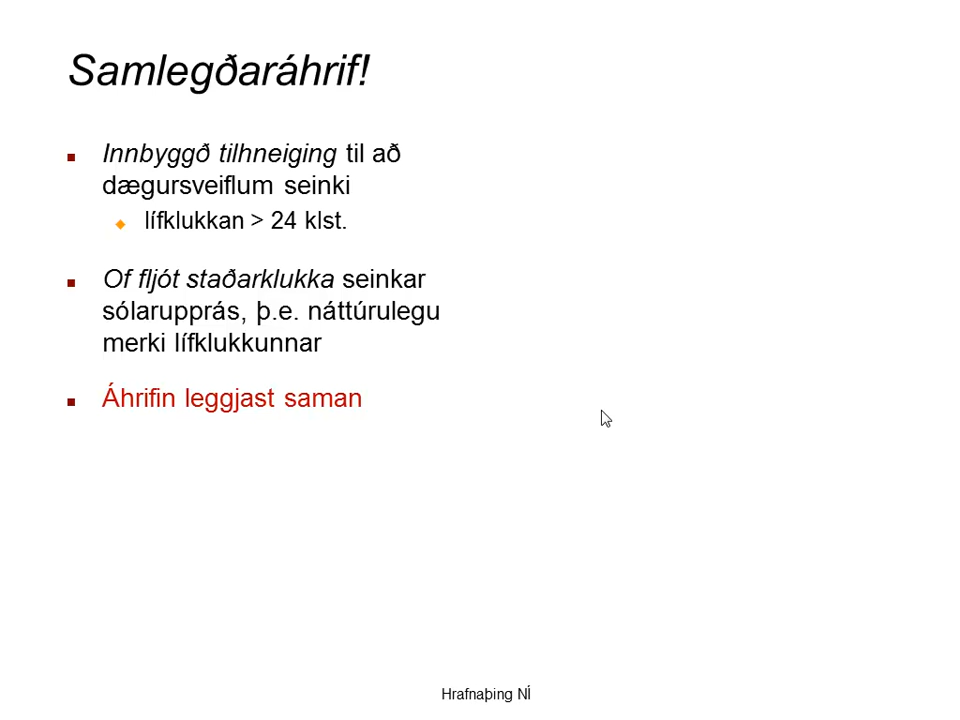 Samlegðaráhrif!
Innbyggð tilhneiging til að
dægursveiflum seinki
lífklukkan > 24 klst.
Of fljót staðarklukka seinkar
sólarupprás, þ.e. náttúrulegu
merki lífklukkunnar
Áhrifin leggjast saman
Hrafnaþing NÍ